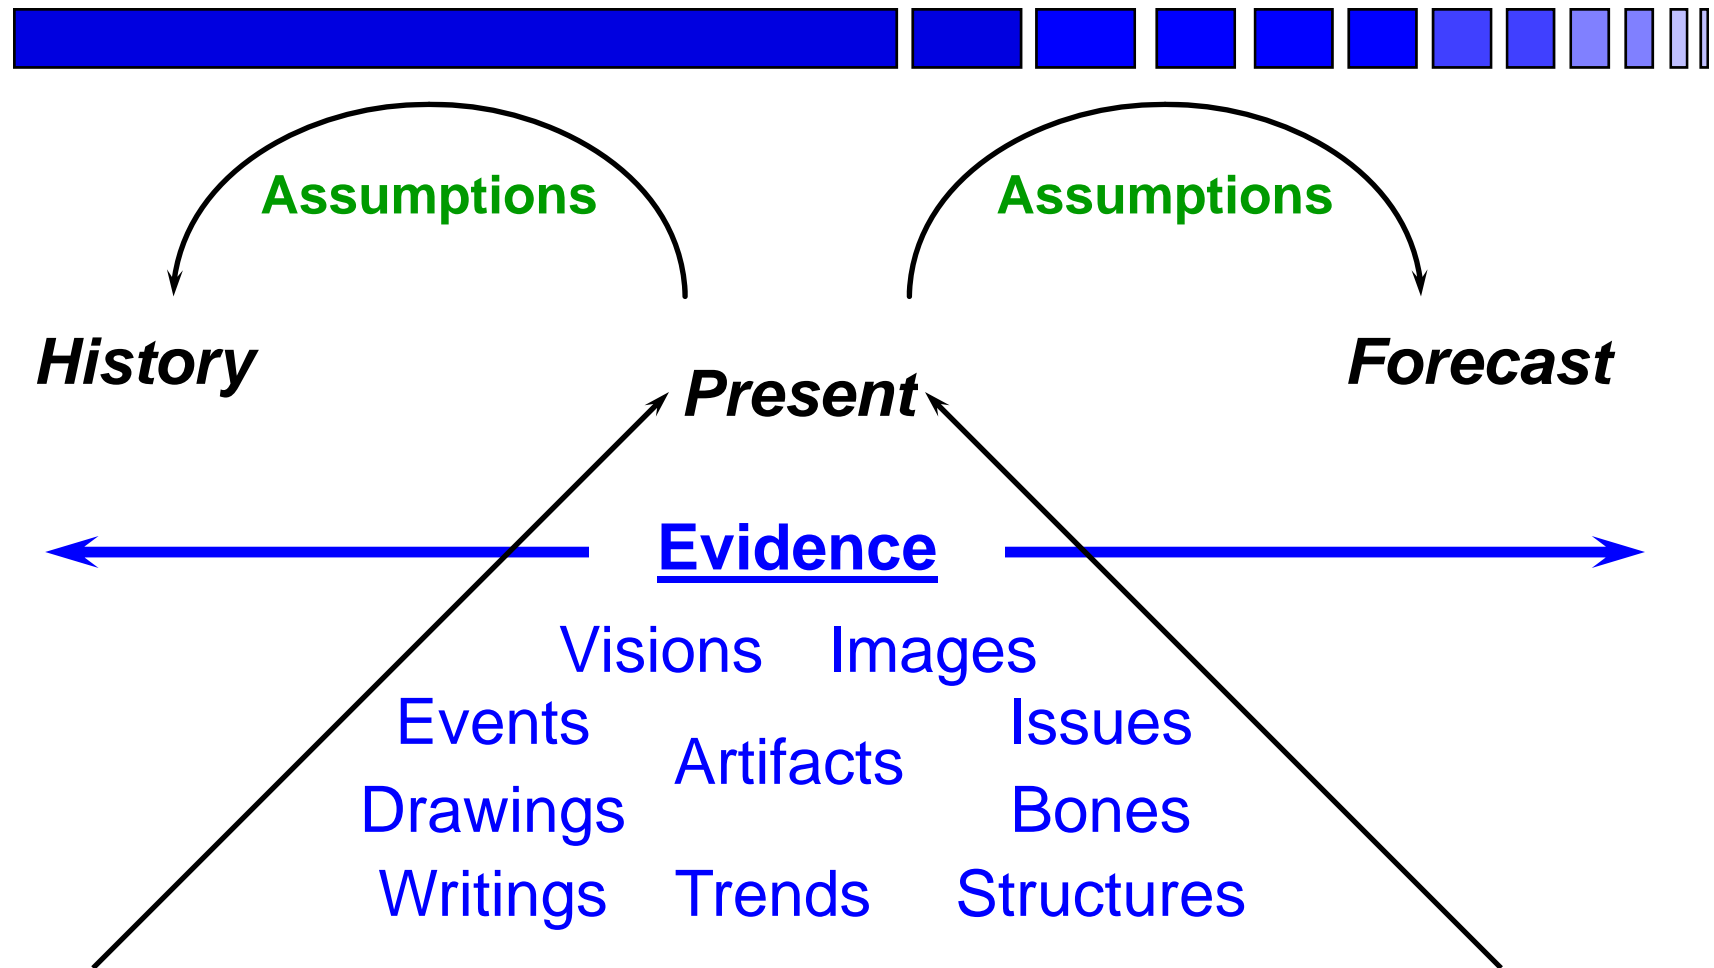 Assumptions Assumptions
History Present Forecast
Evidence
Visions Images
Events Artifacts Issues
Drawings Bones
Writings Trends Structures